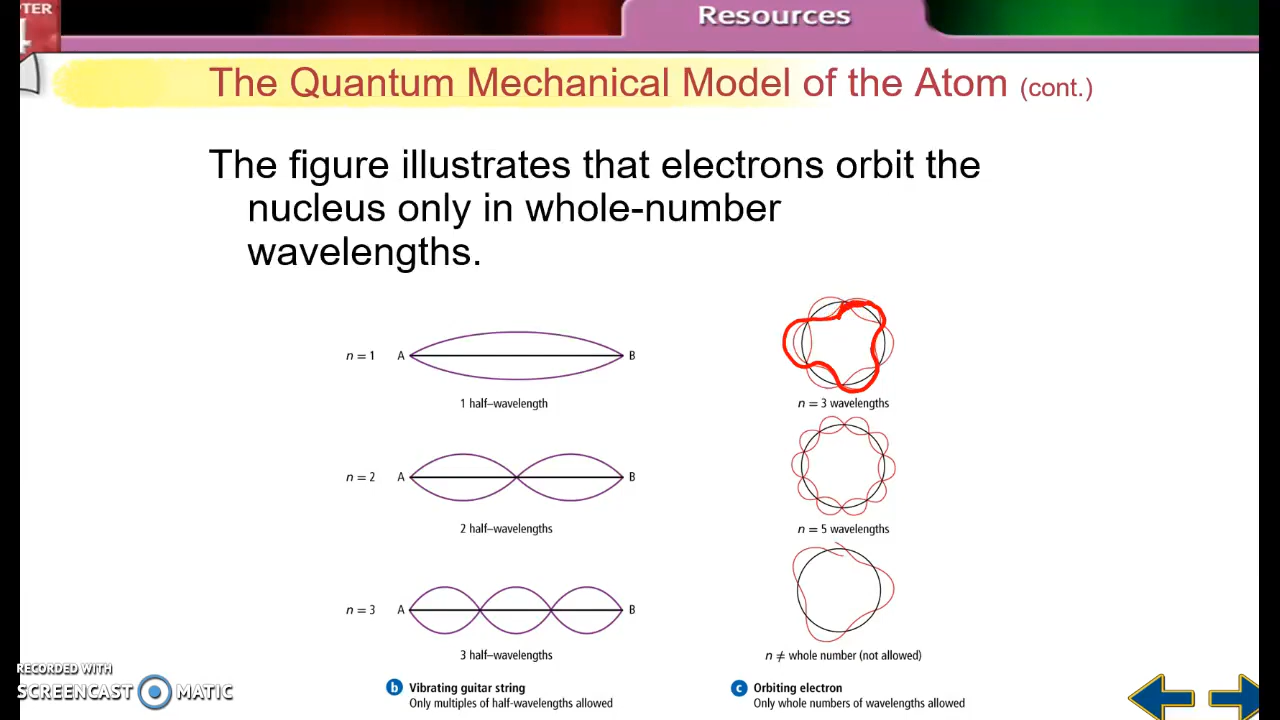 TER
4
Resources
The Quantum Mechanical Model of the Atom (cont.)
The figure illustrates that electrons orbit the
nucleus only in whole-number
wavelengths.
n = 1 A B
1 half–wavelength
n = 3 wavelengths
n = 2 A B
2 half–wavelengths
n = 5 wavelengths
n = 3 A B
3 half–wavelengths
n ≠ whole number (not allowed)
b Vibrating guitar string
Only multiples of half-wavelengths allowed
c Orbiting electron
Only whole numbers of wavelengths allowed
RECORDED WITH
SCREENCAST MATIC